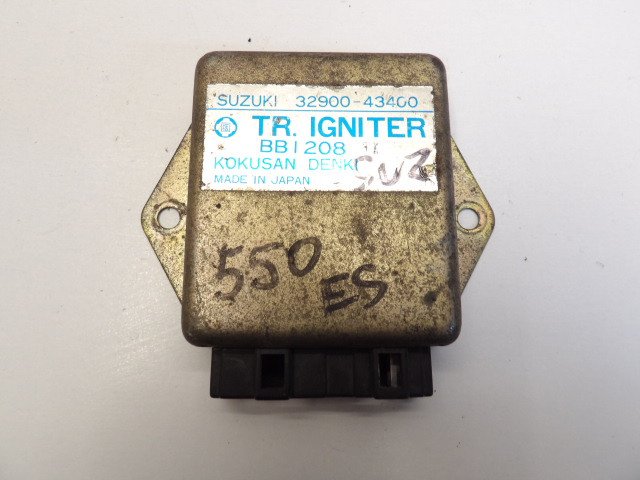 SUZUKI 32900-43400
TR. IGNITER
BB1208
KOKUSAN DENKI
SUZ
MADE IN JAPAN
550
ES